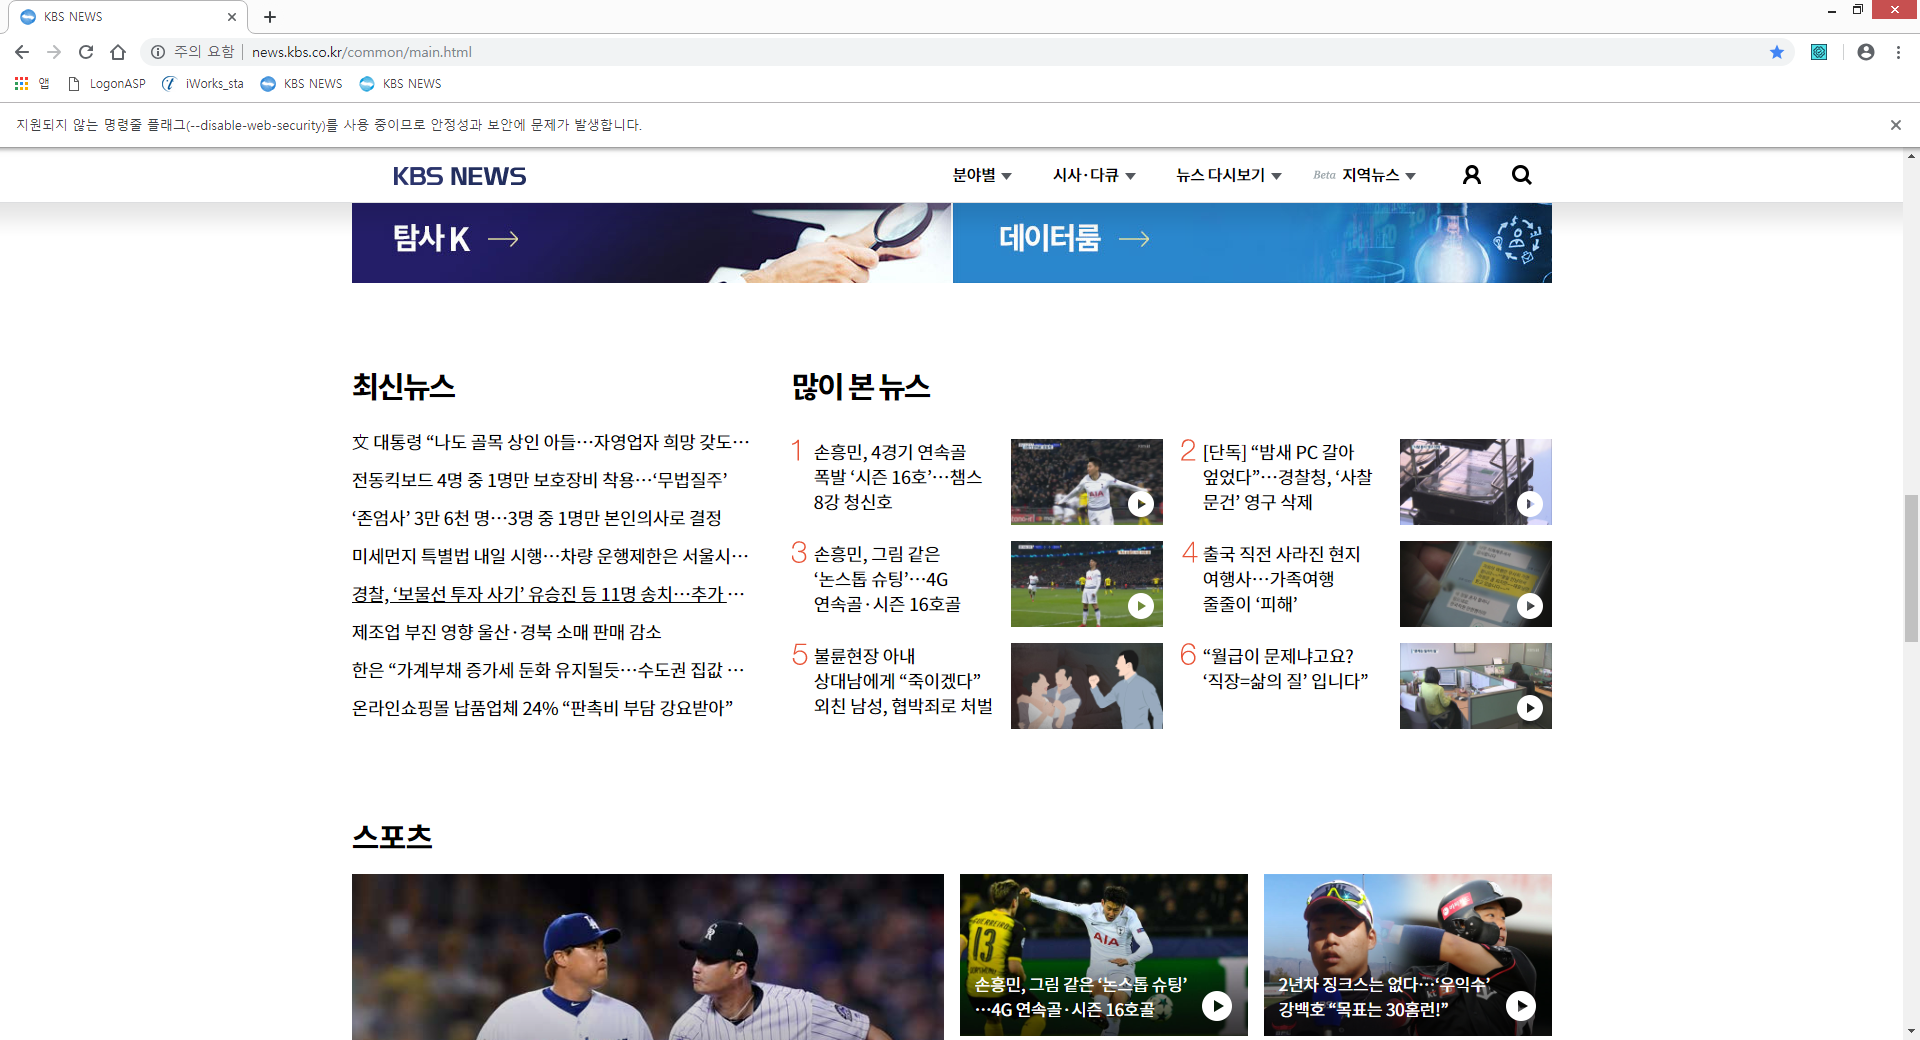 KBS NEWS
주의 요함
news.kbs.co.kr/common/main.html
앱
LogonASP
iWorks_sta
KBS NEWS
KBS NEWS
지원되지 않는 명령줄 플래그(--disable-web-security)를 사용 중이므로 안정성과 보안에 문제가 발생합니다.
KBS NEWS
분야별
시사·다큐
뉴스 다시보기
Beta 지역뉴스
탐사 K
데이터룸
최신뉴스
文 대통령 “나도 골목 상인 아들…자영업자 희망 갖도…
전동킥보드 4명 중 1명만 보호장비 착용…‘무법질주’
‘존엄사’ 3만 6천 명…3명 중 1명만 본인의사로 결정
미세먼지 특별법 내일 시행…차량 운행제한은 서울시…
경찰, ‘보물선 투자 사기’ 유승진 등 11명 송치…추가 …
제조업 부진 영향 울산·경북 소매 판매 감소
한은 “가계부채 증가세 둔화 유지될듯…수도권 집값 …
온라인쇼핑몰 납품업체 24% “판촉비 부담 강요받아”
많이 본 뉴스
1 손흥민, 4경기 연속골
폭발 ‘시즌 16호’…챔스
8강 청신호
2 [단독] “밤새 PC 갈아
엎었다”…경찰청, ‘사찰
문건’ 영구 삭제
3 손흥민, 그림 같은
‘논스톱 슈팅’…4G
연속골·시즌 16호골
4 출국 직전 사라진 현지
여행사…가족여행
줄줄이 ‘피해’
5 불륜현장 아내
상대남에게 “죽이겠다”
외친 남성, 협박죄로 처벌
6 “월급이 문제냐고요?
‘직장=삶의 질’ 입니다”
스포츠
LA
CR
GUERREIRO
13
AIA
손흥민, 그림 같은 ‘논스톱 슈팅’
…4G 연속골·시즌 16호골
2년차 징크스는 없다…‘우익수’
강백호 “목표는 30홈런!”